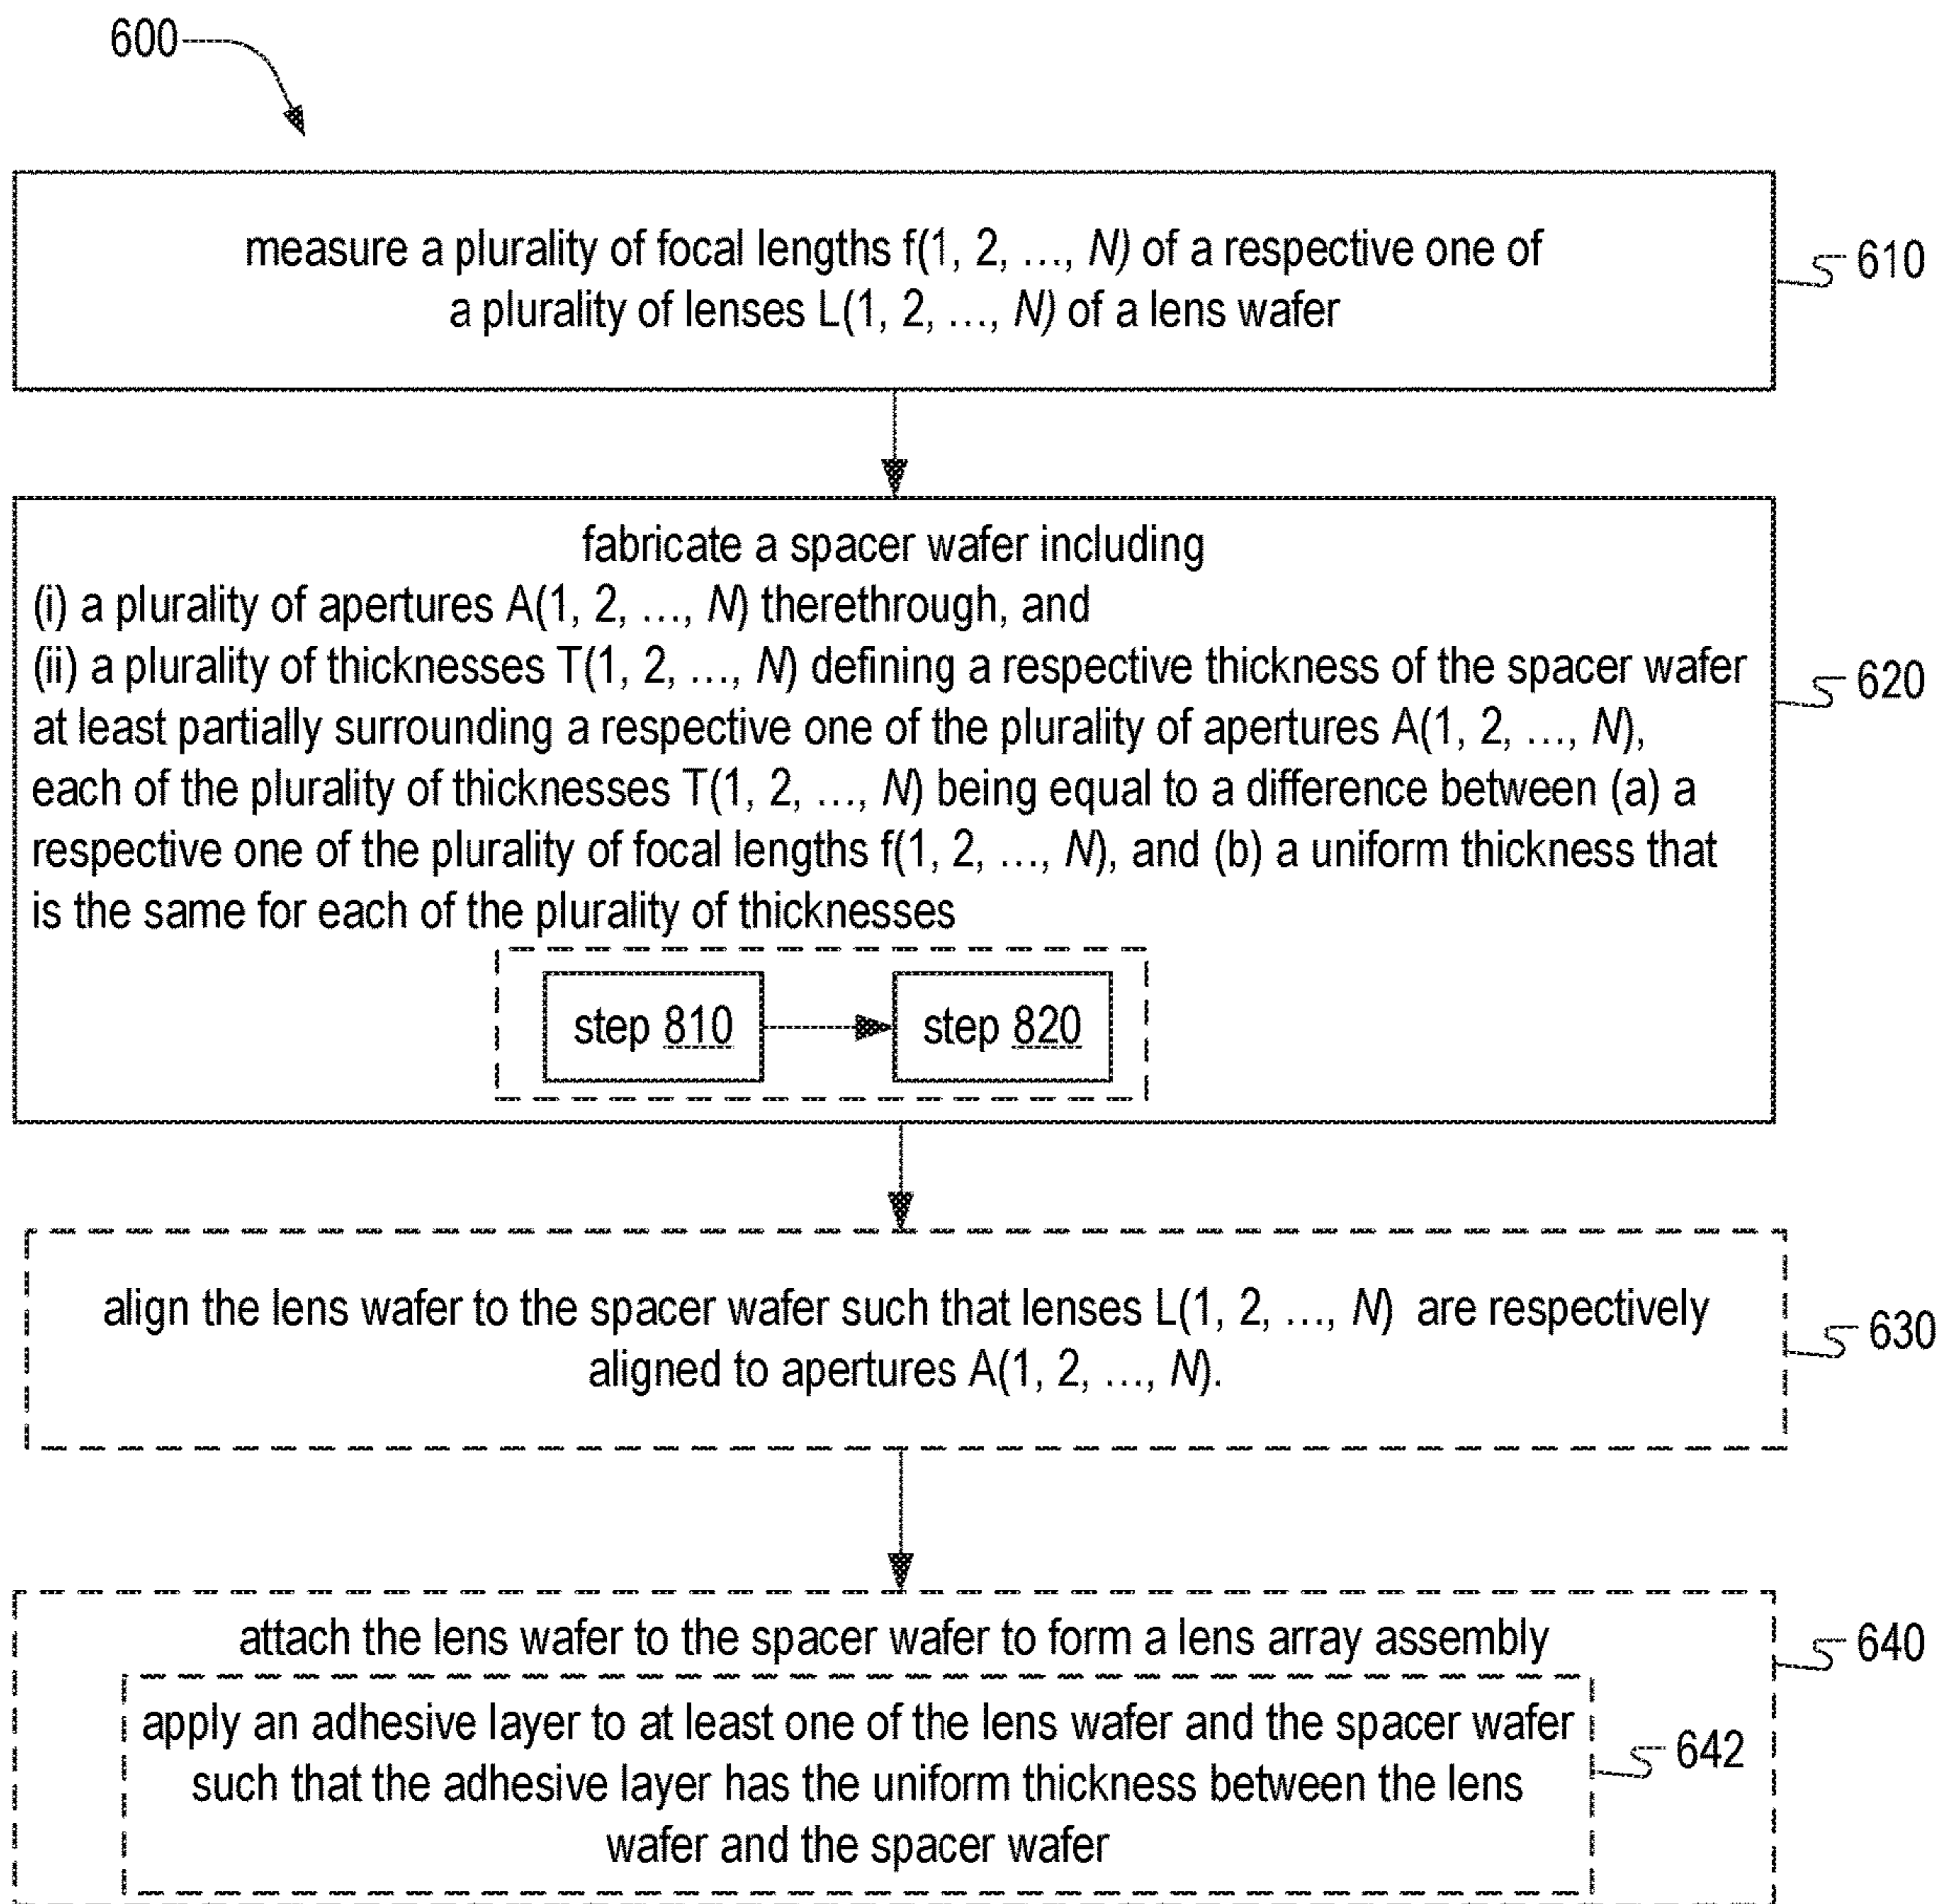 600
measure a plurality of focal lengths f(1, 2, …, N) of a respective one of
a plurality of lenses L(1, 2, …, N) of a lens wafer
610
fabricate a spacer wafer including
(i) a plurality of apertures A(1, 2, …, N) therethrough, and
(ii) a plurality of thicknesses T(1, 2, …, N) defining a respective thickness of the spacer wafer
at least partially surrounding a respective one of the plurality of apertures A(1, 2, …, N),
each of the plurality of thicknesses T(1, 2, …, N) being equal to a difference between (a) a
respective one of the plurality of focal lengths f(1, 2, …, N), and (b) a uniform thickness that
is the same for each of the plurality of thicknesses
620
step 810
step 820
align the lens wafer to the spacer wafer such that lenses L(1, 2, …, N) are respectively
aligned to apertures A(1, 2, …, N).
630
attach the lens wafer to the spacer wafer to form a lens array assembly
640
apply an adhesive layer to at least one of the lens wafer and the spacer wafer
such that the adhesive layer has the uniform thickness between the lens
wafer and the spacer wafer
642